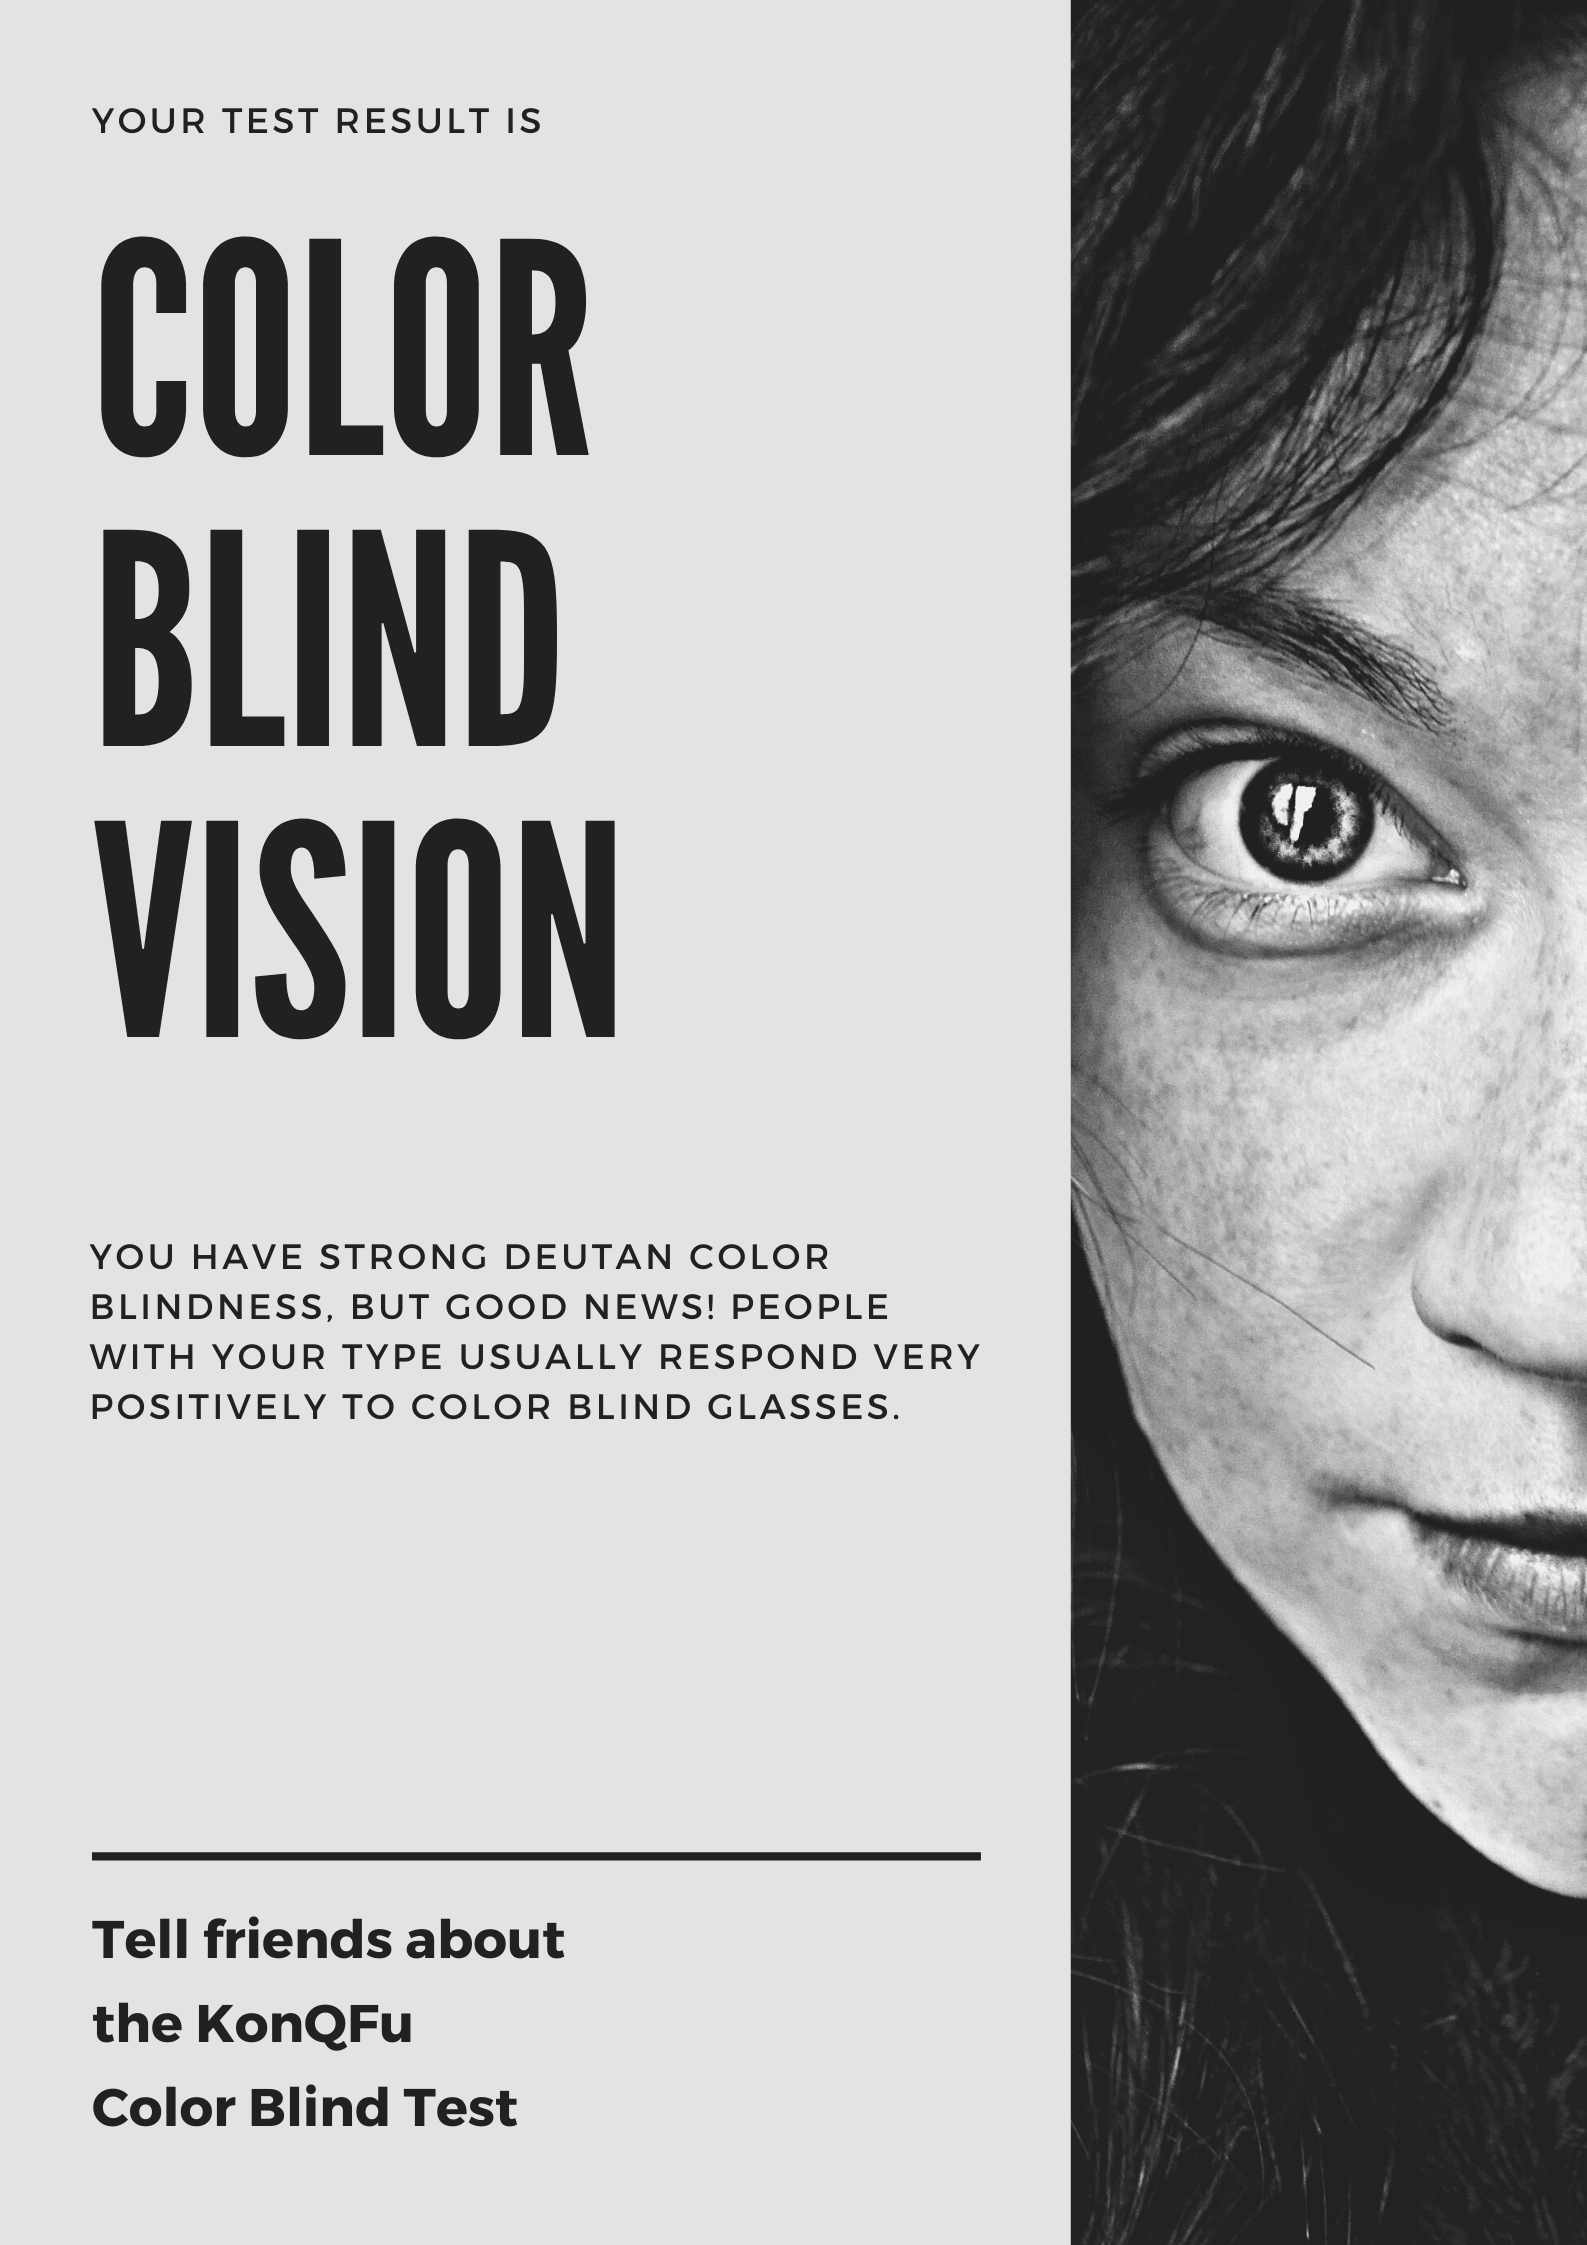 YOUR TEST RESULT IS
COLOR
BLIND
VISION
YOU HAVE STRONG DEUTAN COLOR
BLINDNESS, BUT GOOD NEWS! PEOPLE
WITH YOUR TYPE USUALLY RESPOND VERY
POSITIVELY TO COLOR BLIND GLASSES.
Tell friends about
the KonQFu
Color Blind Test